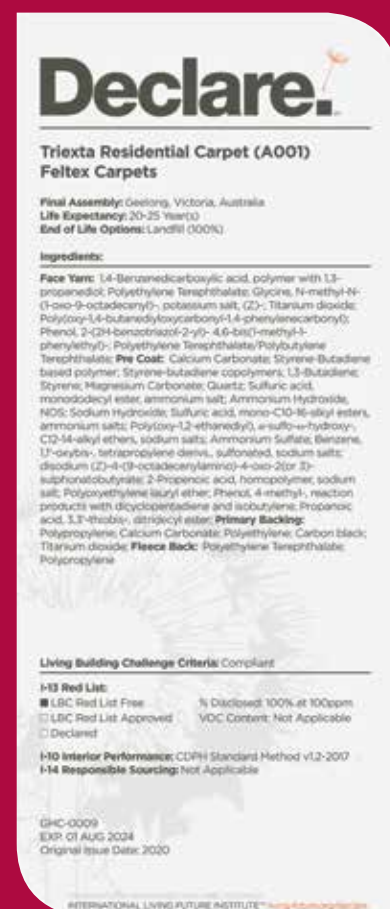 Declare.
Triexta Residential Carpet (A001)
Feltex Carpets
Final Assembly: Geelong, Victoria, Australia
Life Expectancy: 20-25 Year(s)
End of Life Options: Landfill (100%)
Ingredients:
Face Yarn: 1,4-Benzenedicarboxylic acid, polymer with 1,3-
propanediol; Polyethylene Terephthalate; Glycine, N-methyl-N-
(1-oxo-9-octadecenyl)-, potassium salt, (Z)-; Titanium dioxide;
Poly(oxy-1,4-butanediyloxycarbonyl-1,4-phenylenecarbonyl);
Phenol, 2-(2H-benzotriazol-2-yl)- 4,6-bis(1-methyl-1-
phenylethyl)-; Polyethylene Terephthalate/Polybutylene
Terephthalate; Pre Coat: Calcium Carbonate; Styrene-Butadiene
based polymer; Styrene-butadiene copolymers; 1,3-Butadiene;
Styrene; Magnesium Carbonate; Quartz; Sulfuric acid,
monododecyl ester, ammonium salt; Ammonium Hydroxide,
NOS; Sodium Hydroxide; Sulfuric acid, mono-C10-16-alkyl esters,
ammonium salts; Poly(oxy-1,2-ethanediyl), α-sulfo-ω-hydroxy-,
C12-14-alkyl ethers, sodium salts; Ammonium Sulfate; Benzene,
1,1'-oxybis-, tetrapropylene derivs., sulfonated, sodium salts;
disodium (Z)-4-(9-octadecenylamino)-4-oxo-2(or 3)-
sulphonatobutyrate; 2-Propenoic acid, homopolymer, sodium
salt; Polyoxyethylene lauryl ether; Phenol, 4-methyl-, reaction
products with dicyclopentadiene and isobutylene; Propanoic
acid, 3,3'-thiobis-, ditridecyl ester; Primary Backing:
Polypropylene; Calcium Carbonate; Polyethylene; Carbon black;
Titanium dioxide; Fleece Back: Polyethylene Terephthalate;
Polypropylene
Living Building Challenge Criteria: Compliant
I-13 Red List:
LBC Red List Free % Disclosed: 100% at 100ppm
LBC Red List Approved VOC Content: Not Applicable
Declared
I-10 Interior Performance: CDPH Standard Method v1.2-2017
I-14 Responsible Sourcing: Not Applicable
GHC-0009
EXP. 01 AUG 2024
Original Issue Date: 2020
INTERNATIONAL LIVING FUTURE INSTITUTE™